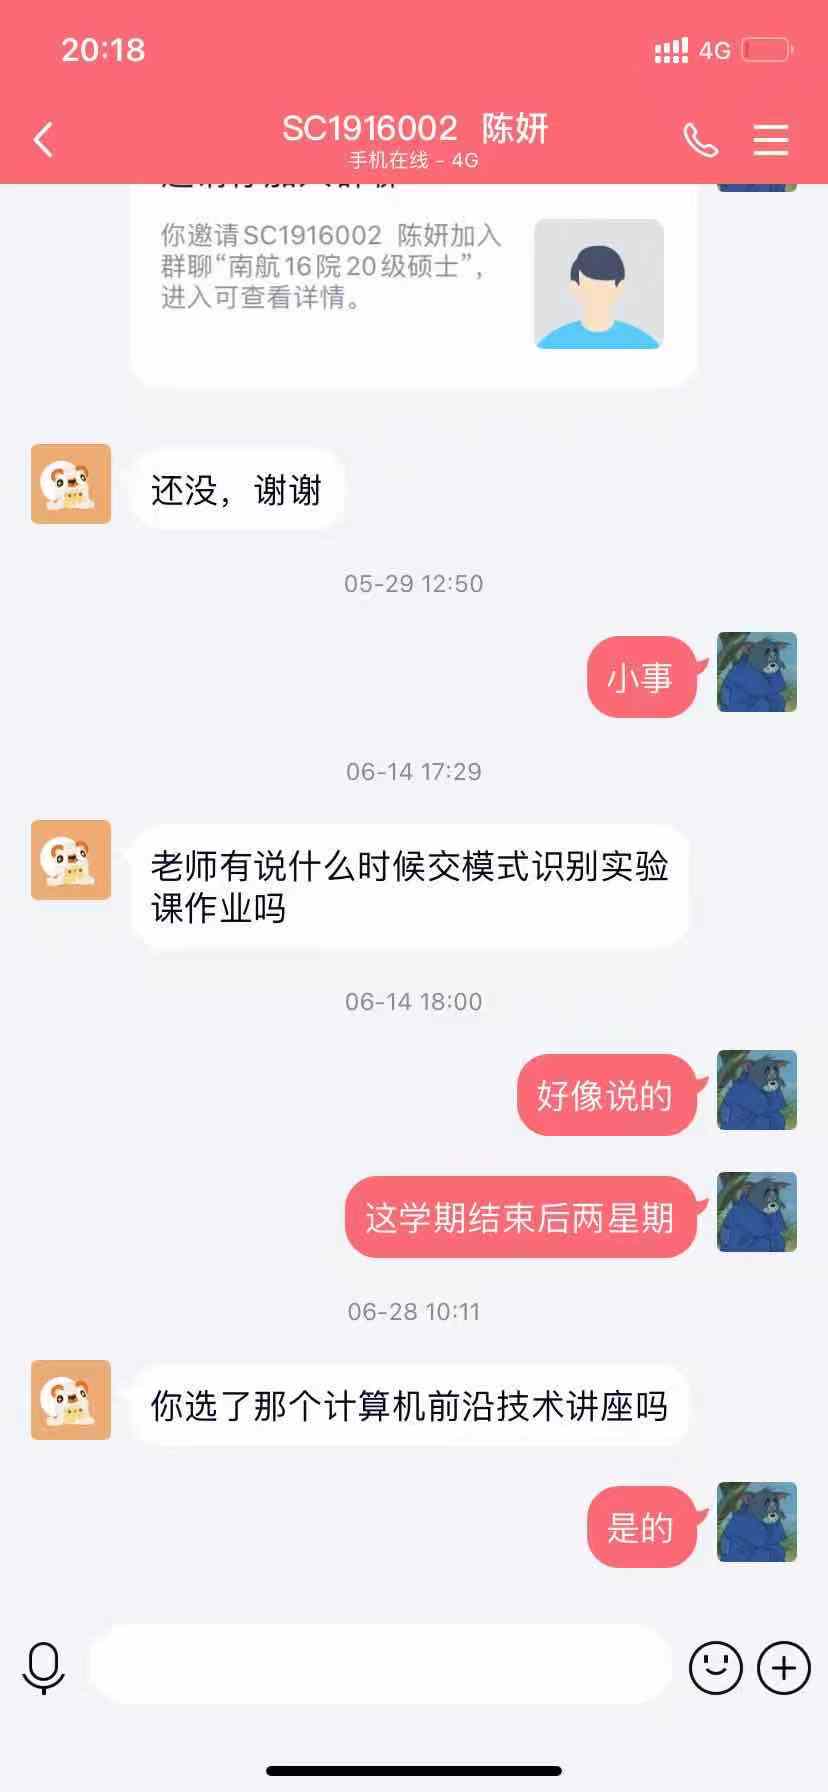 20:18
4G
SC1916002 陈妍
手机在线 - 4G
你邀请SC1916002 陈妍加入
群聊“南航16院20级硕士”，
进入可查看详情。
还没，谢谢
05-29 12:50
小事
06-14 17:29
老师有说什么时候交模式识别实验
课作业吗
06-14 18:00
好像说的
这学期结束后两星期
06-28 10:11
你选了那个计算机前沿技术讲座吗
是的